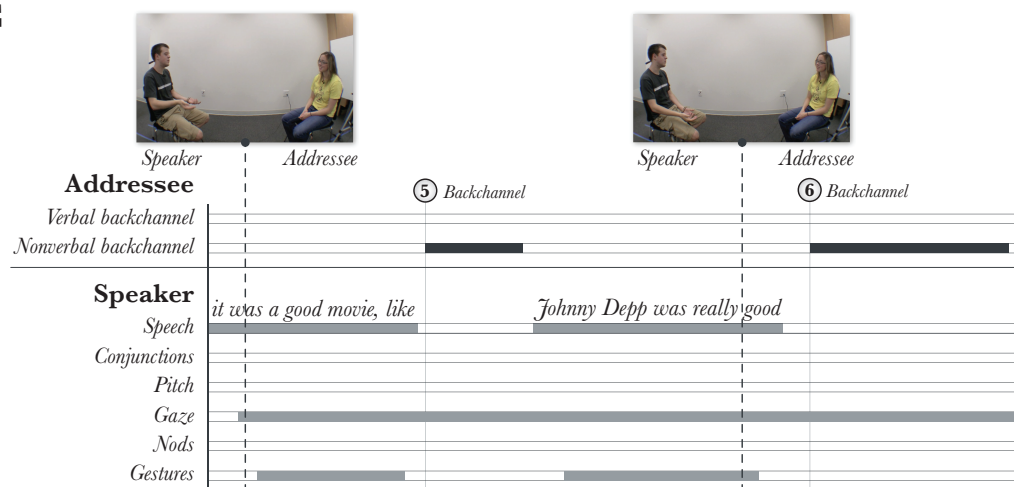 Speaker Addressee Speaker Addressee
Addressee 5 Backchannel 6 Backchannel
Verbal backchannel
Nonverbal backchannel
Speaker
it was a good movie, like Johnny Depp was really good
Speech
Conjunctions
Pitch
Gaze
Nods
Gestures